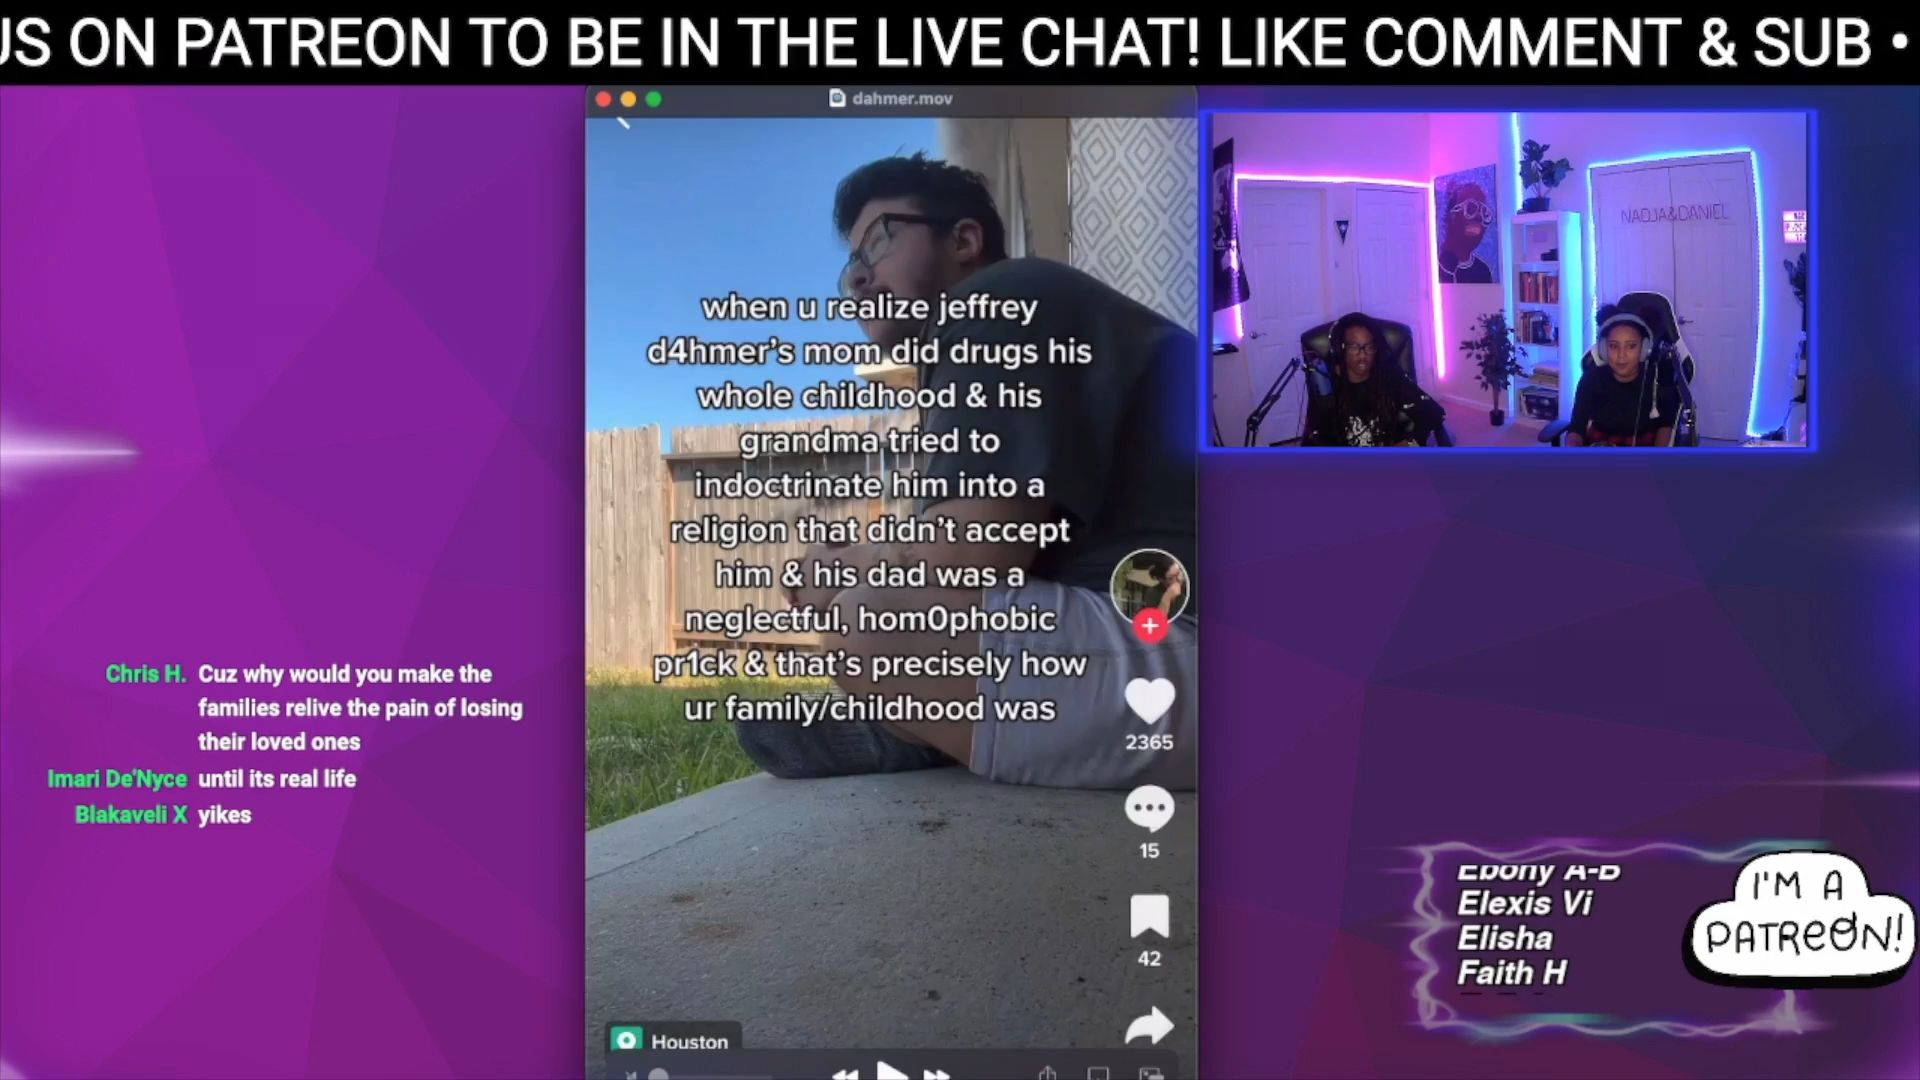 US ON PATREON TO BE IN THE LIVE CHAT! LIKE COMMENT & SUB •
dahmer.mov
when u realize jeffrey
d4hmer's mom did drugs his
whole childhood & his
grandma tried to
indoctrinate him into a
religion that didn't accept
him & his dad was a
neglectful, hom0phobic
pr1ck & that's precisely how
ur family/childhood was
2365
15
42
Houston
NADJA&DANIEL
Chris H. Cuz why would you make the
families relive the pain of losing
their loved ones
Imari De'Nyce until its real life
Blakaveli X yikes
Ebony A-B
Elexis Vi
Elisha
Faith H
I'M A
PATREON!